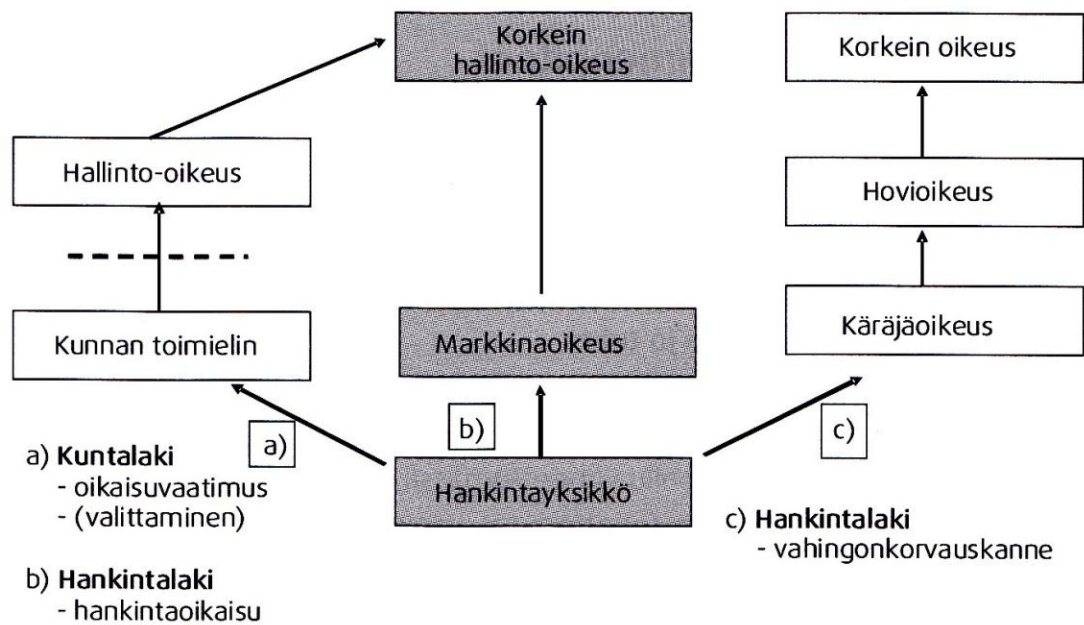 Korkein
hallinto-oikeus
Korkein oikeus
Hallinto-oikeus
Hovioikeus
Kunnan toimielin
Markkinaoikeus
Käräjäoikeus
a)
b)
c)
Hankintayksikkö
a) Kuntalaki
- oikaisuvaatimus
- (valittaminen)
b) Hankintalaki
- hankintaoikaisu
c) Hankintalaki
- vahingonkorvauskanne